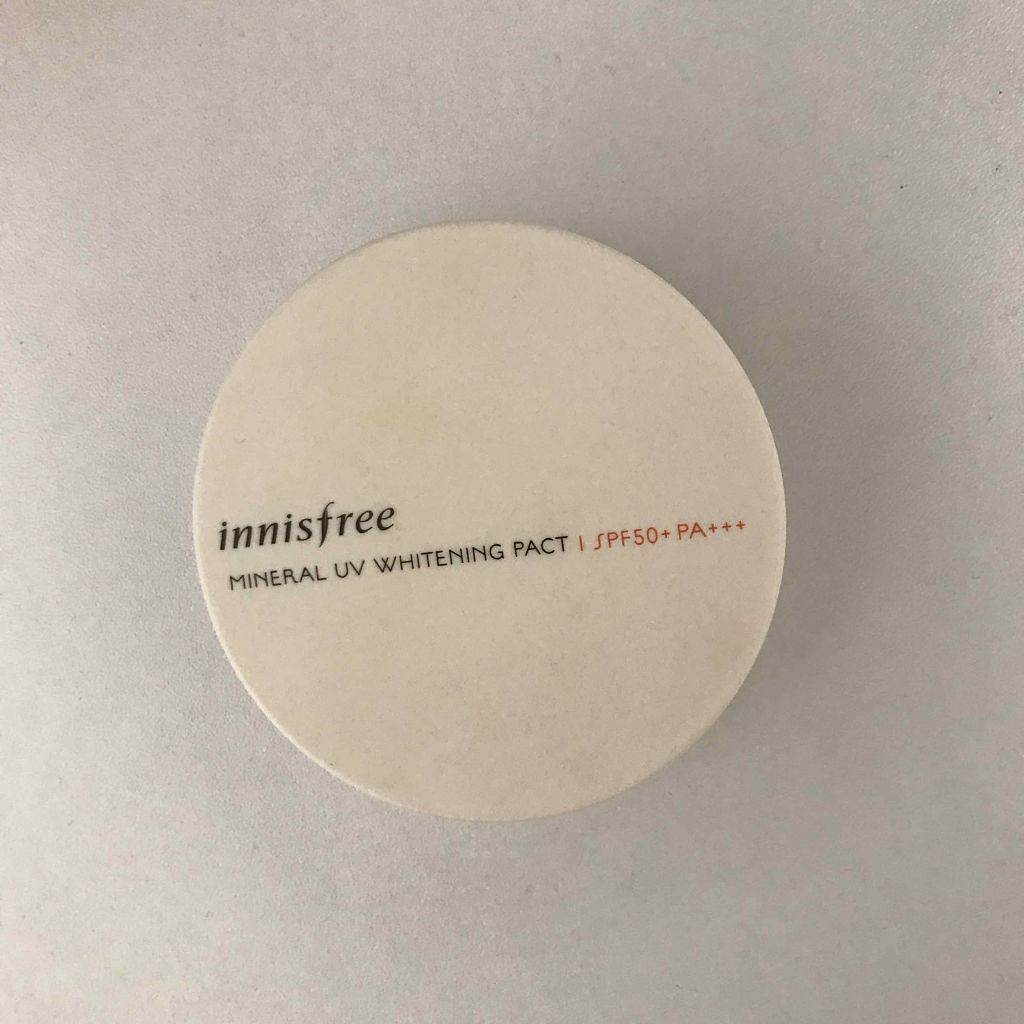 innisfree
MINERAL UV WHITENING PACT | SPF50+ PA+++